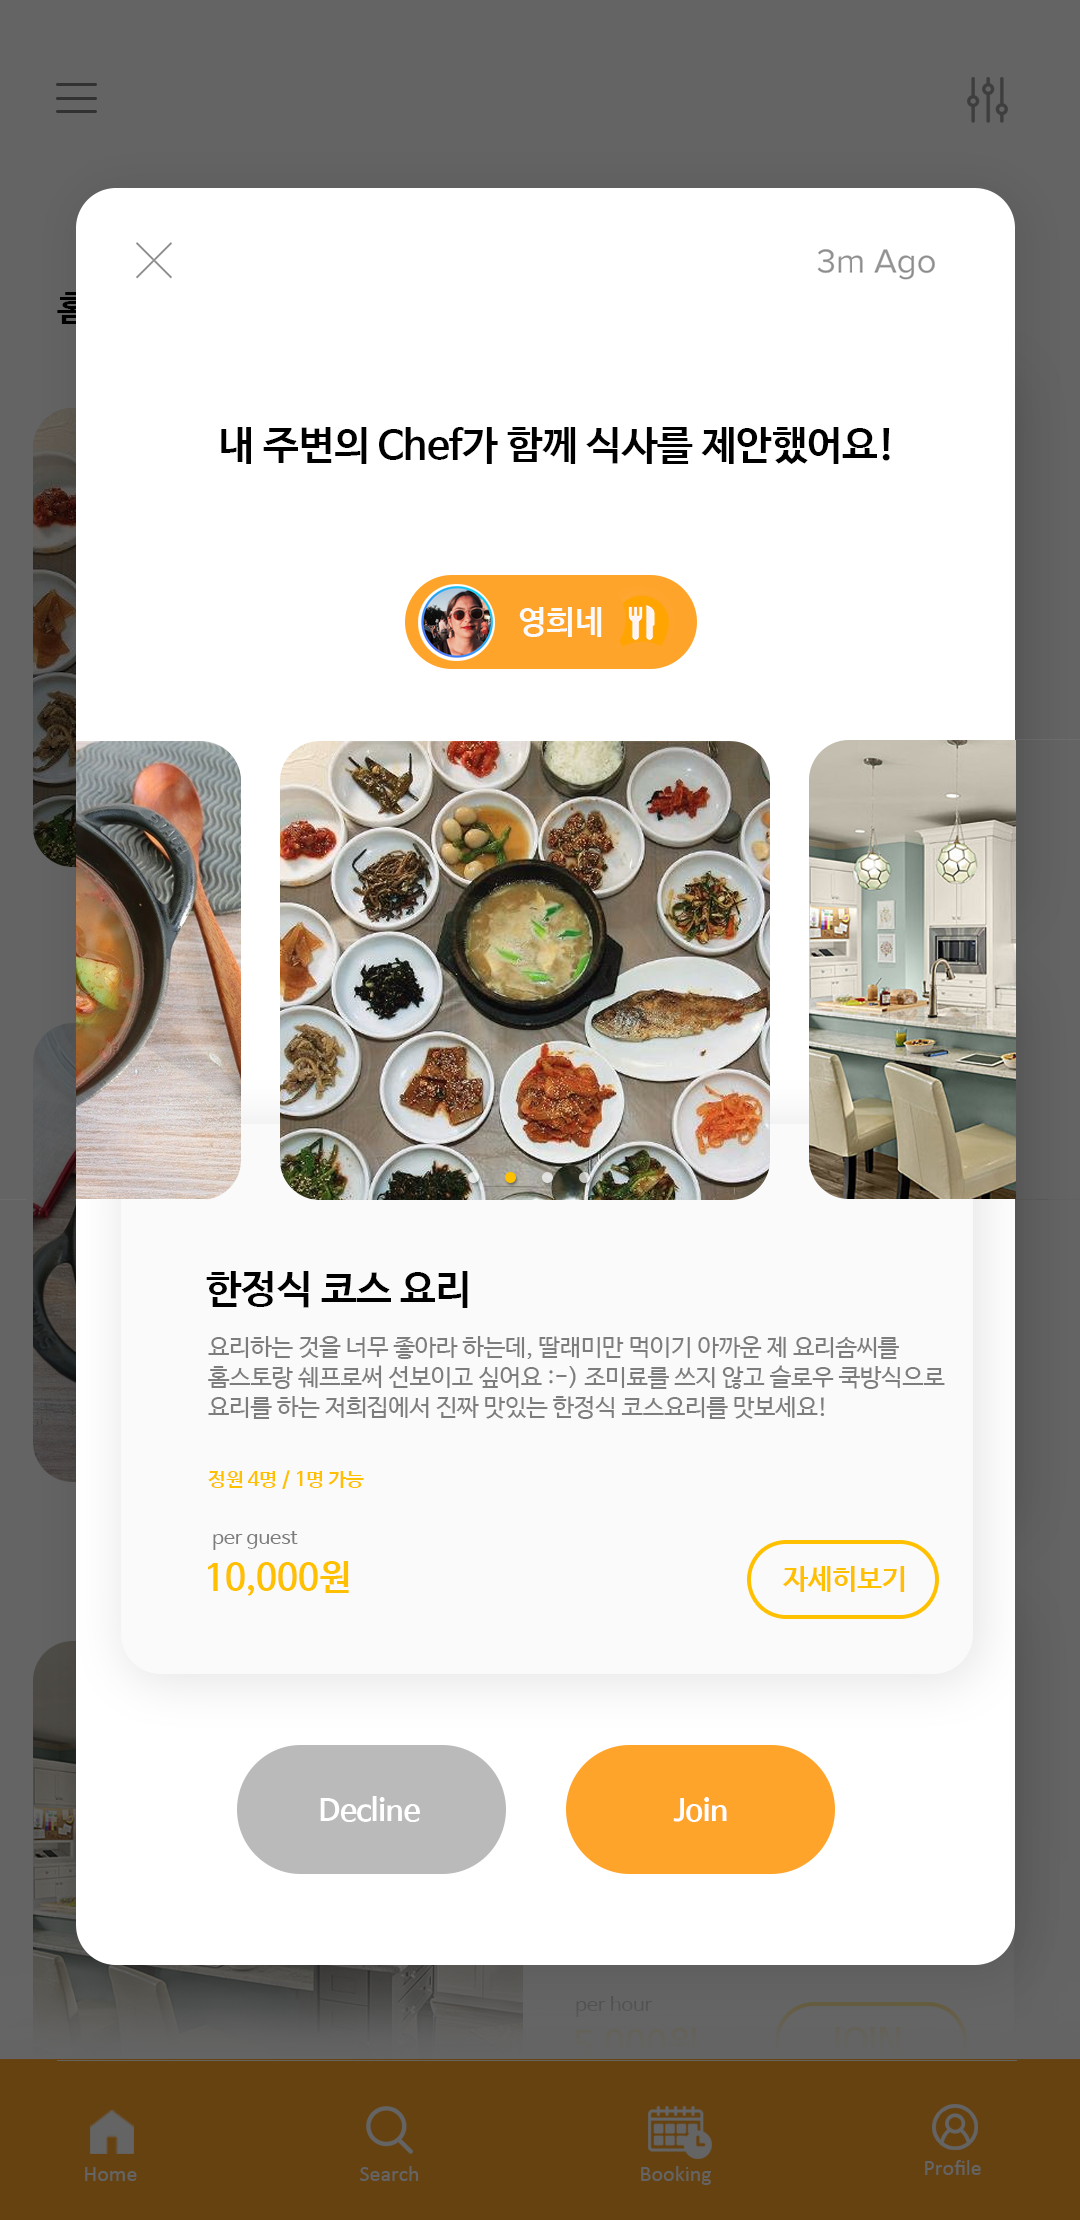 3m Ago
홈
내 주변의 Chef가 함께 식사를 제안했어요!
영희네
한정식 코스 요리
요리하는 것을 너무 좋아라 하는데, 딸래미만 먹이기 아까운 제 요리솜씨를
홈스토랑 쉐프로써 선보이고 싶어요 :-) 조미료를 쓰지 않고 슬로우 쿡방식으로
요리를 하는 저희집에서 진짜 맛있는 한정식 코스요리를 맛보세요!
정원 4명 / 1명 가능
per guest
10,000원
자세히보기
Decline
Join
per hour
Home
Search
Booking
Profile